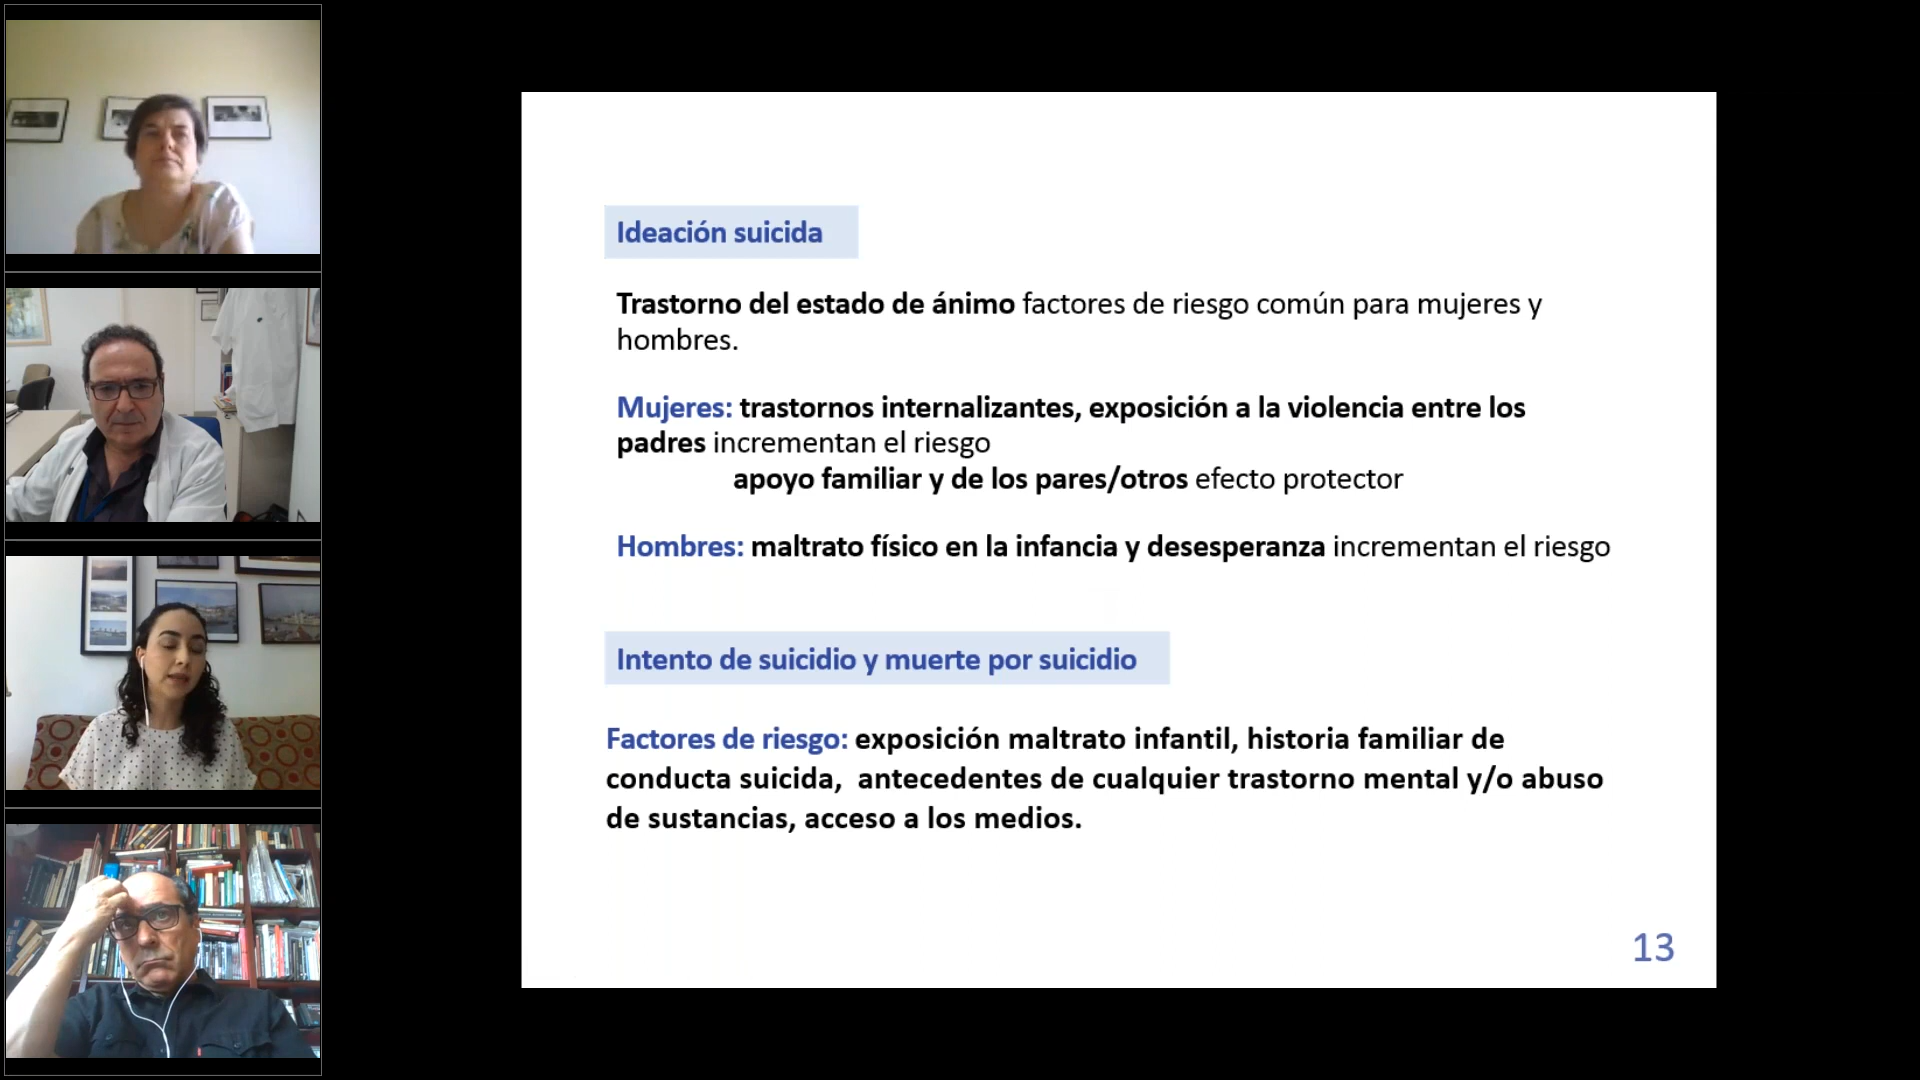 Ideación suicida
Trastorno del estado de ánimo factores de riesgo común para mujeres y
hombres.
Mujeres: trastornos internalizantes, exposición a la violencia entre los
padres incrementan el riesgo
apoyo familiar y de los pares/otros efecto protector
Hombres: maltrato físico en la infancia y desesperanza incrementan el riesgo
Intento de suicidio y muerte por suicidio
Factores de riesgo: exposición maltrato infantil, historia familiar de
conducta suicida,  antecedentes de cualquier trastorno mental y/o abuso
de sustancias, acceso a los medios.
13